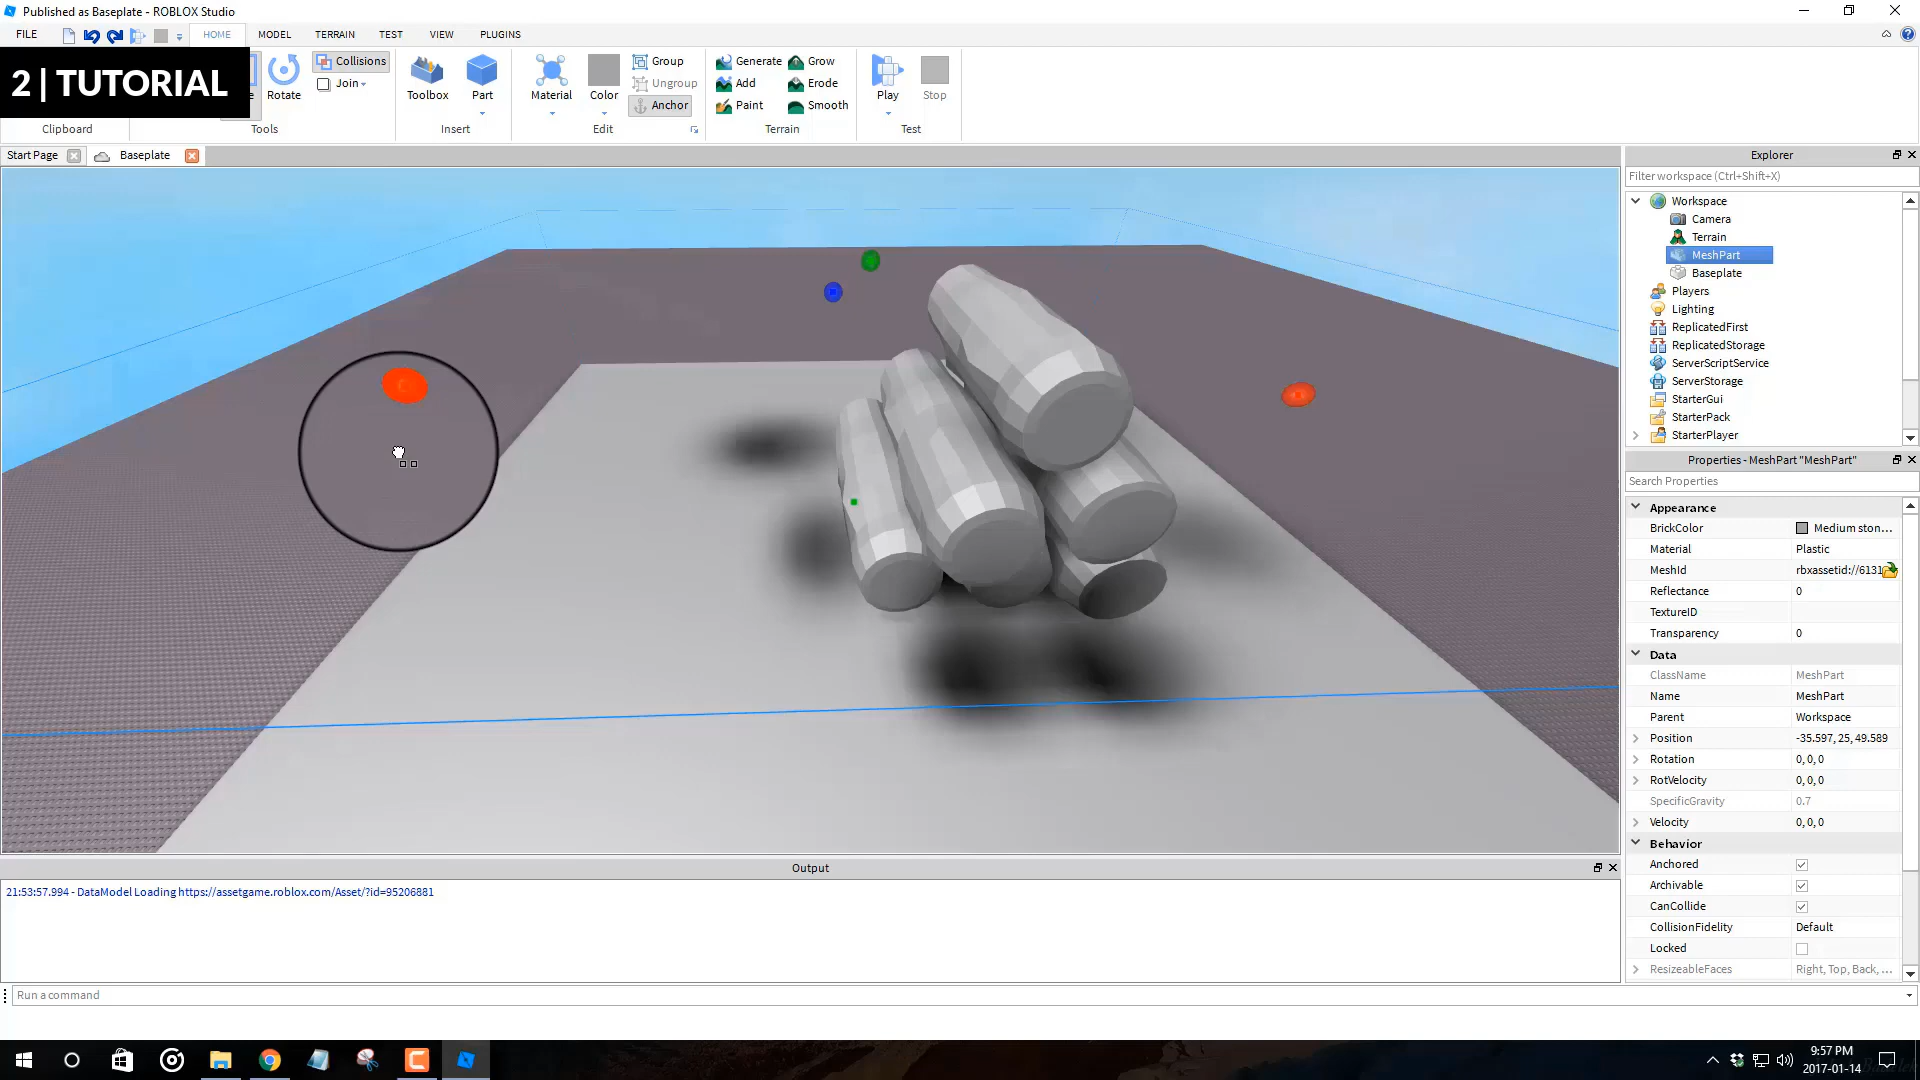 Published as Baseplate - ROBLOX Studio
FILE HOME MODEL TERRAIN TEST VIEW PLUGINS
2 | TUTORIAL
Rotate
Collisions
Join
Toolbox
Part
Material
Color
Group
Ungroup
Anchor
Generate
Add
Paint
Grow
Erode
Smooth
Play
Stop
Clipboard Tools Insert Edit Terrain Test
Start Page Baseplate
Explorer
Filter workspace (Ctrl+Shift+X)
Workspace
Camera
Terrain
MeshPart
Baseplate
Players
Lighting
ReplicatedFirst
ReplicatedStorage
ServerScriptService
ServerStorage
StarterGui
StarterPack
StarterPlayer
Properties - MeshPart "MeshPart"
Search Properties
Appearance
BrickColor Medium ston...
Material Plastic
MeshId rbxassetid://6131
Reflectance 0
TextureID
Transparency 0
Data
ClassName MeshPart
Name MeshPart
Parent Workspace
Position -35.597, 25, 49.589
Rotation 0, 0, 0
RotVelocity 0, 0, 0
SpecificGravity 0.7
Velocity 0, 0, 0
Behavior
Anchored
Archivable
CanCollide
CollisionFidelity Default
Locked
ResizeableFaces Right, Top, Back, ...
Output
21:53:57.994 - DataModel Loading https://assetgame.roblox.com/Asset/?id=95206881
Run a command
9:57 PM
2017-01-14